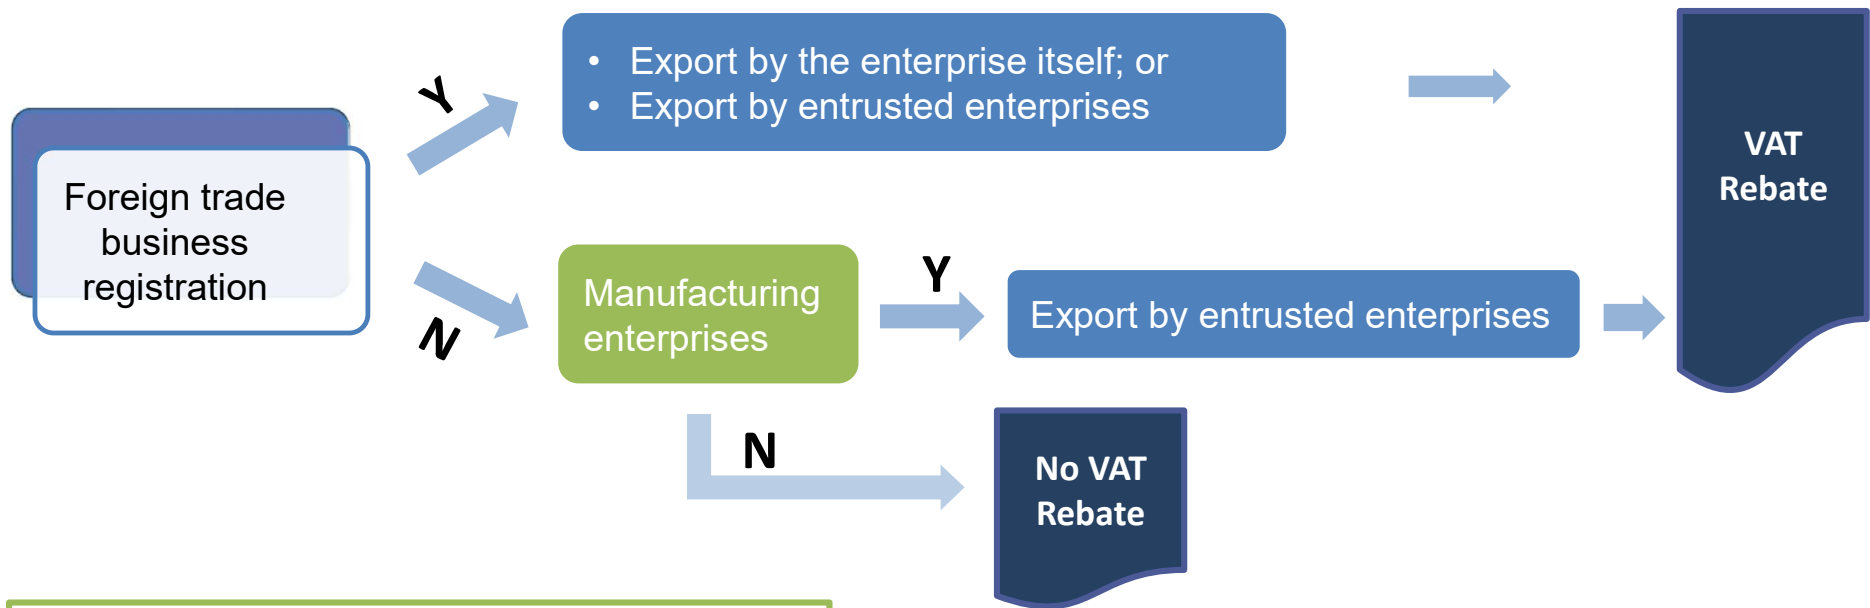 Foreign trade
business
registration
Y
• Export by the enterprise itself; or
• Export by entrusted enterprises
VAT
Rebate
N
Manufacturing
enterprises
Y
Export by entrusted enterprises
N
No VAT
Rebate